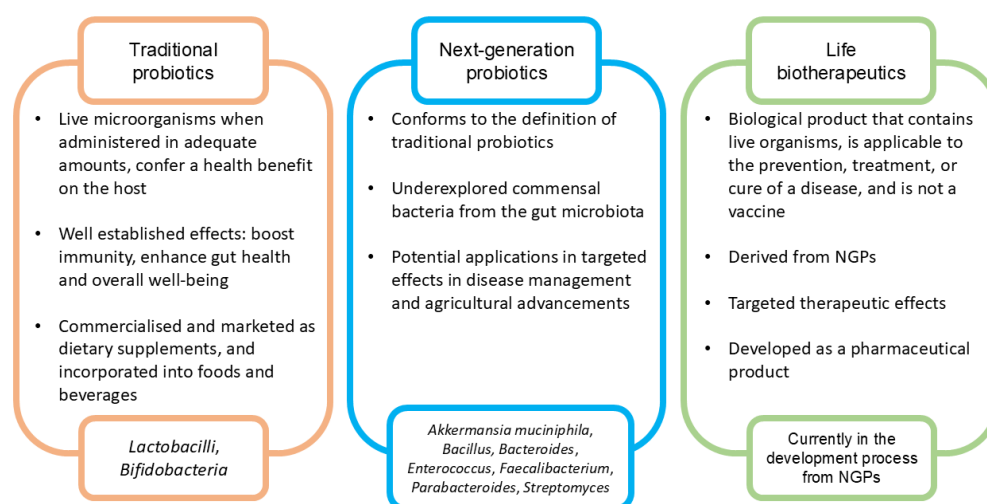 Traditional
probiotics
• Live microorganisms when
administered in adequate
amounts, confer a health benefit
on the host
• Well established effects: boost
immunity, enhance gut health
and overall well-being
• Commercialised and marketed as
dietary supplements, and
incorporated into foods and
beverages
Lactobacilli,
Bifidobacteria
Next-generation
probiotics
• Conforms to the definition of
traditional probiotics
• Underexplored commensal
bacteria from the gut microbiota
• Potential applications in targeted
effects in disease management
and agricultural advancements
Akkermansia muciniphila,
Bacillus, Bacteroides,
Enterococcus, Faecalibacterium,
Parabacteroides, Streptomyces
Life
biotherapeutics
• Biological product that contains
live organisms, is applicable to
the prevention, treatment, or
cure of a disease, and is not a
vaccine
• Derived from NGPs
• Targeted therapeutic effects
• Developed as a pharmaceutical
product
Currently in the
development process
from NGPs